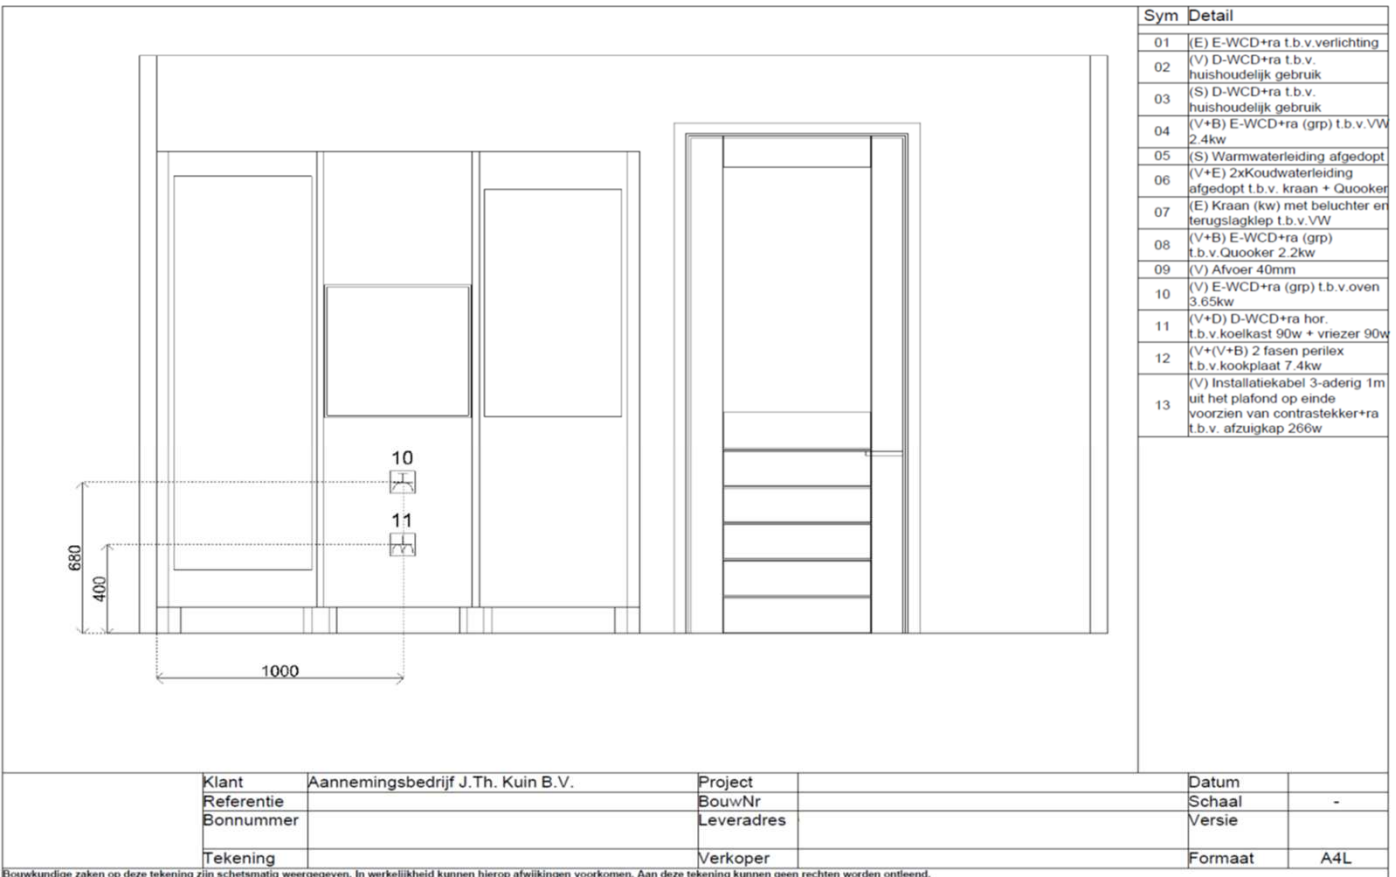 Sym Detail
01 (E) E-WCD+ra t.b.v.verlichting
02 (V) D-WCD+ra t.b.v.
huishoudelijk gebruik
03 (S) D-WCD+ra t.b.v.
huishoudelijk gebruik
04 (V+B) E-WCD+ra (grp) t.b.v.VW
2.4kw
05 (S) Warmwaterleiding afgedopt
06 (V+E) 2xKoudwaterleiding
afgedopt t.b.v. kraan + Quooker
07 (E) Kraan (kw) met beluchter en
terugslagklep t.b.v.VW
08 (V+B) E-WCD+ra (grp)
t.b.v.Quooker 2.2kw
09 (V) Afvoer 40mm
10 (V) E-WCD+ra (grp) t.b.v.oven
3.65kw
11 (V+D) D-WCD+ra hor.
t.b.v.koelkast 90w + vriezer 90w
12 (V+(V+B) 2 fasen perilex
t.b.v.kookplaat 7.4kw
13 (V) Installatiekabel 3-aderig 1m
uit het plafond op einde
voorzien van contrastekker+ra
t.b.v. afzuigkap 266w
10
11
680
400
1000
Klant Aannemingsbedrijf J.Th. Kuin B.V. Project Datum
Referentie BouwNr Schaal -
Bonnummer Leveradres Versie
Tekening Verkoper Formaat A4L
Bouwkundige zaken op deze tekening zijn schetsmatig weergegeven. In werkelijkheid kunnen hierop afwijkingen voorkomen. Aan deze tekening kunnen geen rechten worden ontleend.